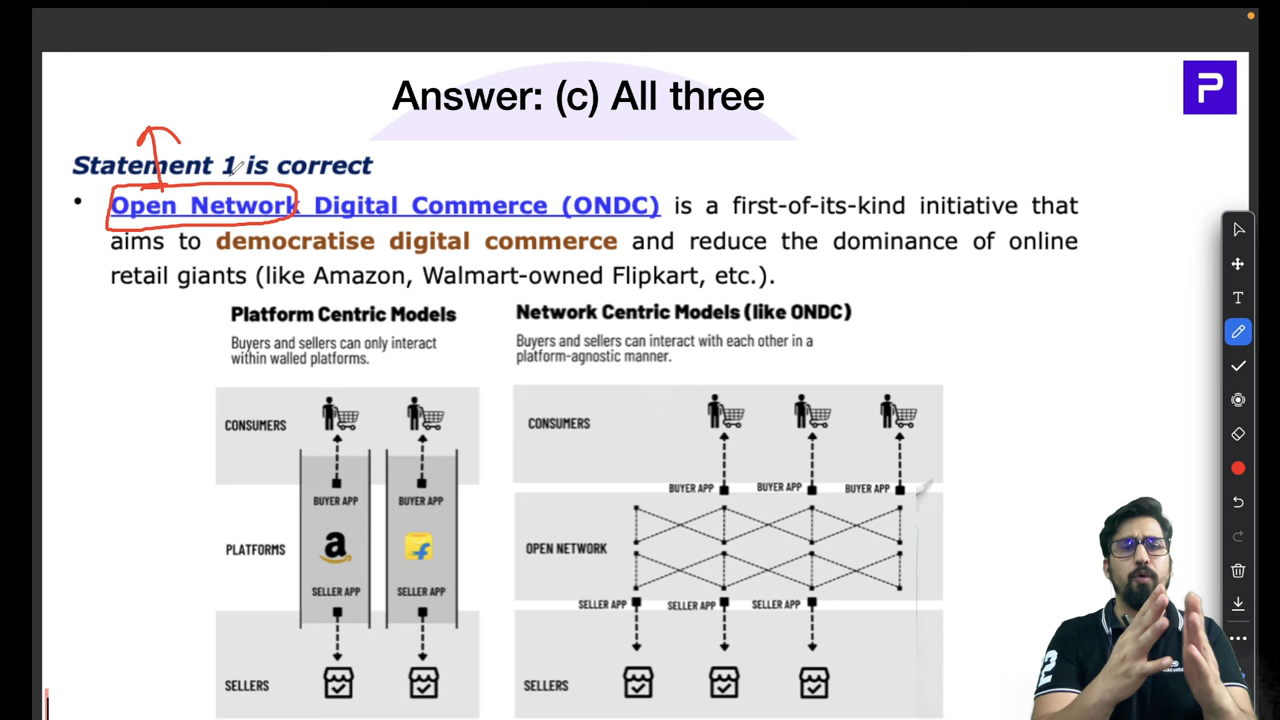 Answer: (c) All three
P
Statement 1 is correct
• Open Network Digital Commerce (ONDC) is a first-of-its-kind initiative that
aims to democratise digital commerce and reduce the dominance of online
retail giants (like Amazon, Walmart-owned Flipkart, etc.).
Platform Centric Models
Buyers and sellers can only interact
within walled platforms.
CONSUMERS
BUYER APP BUYER APP
PLATFORMS
a f
SELLER APP SELLER APP
SELLERS
Network Centric Models (like ONDC)
Buyers and sellers can interact with each other in a
platform-agnostic manner.
CONSUMERS
BUYER APP BUYER APP BUYER APP
OPEN NETWORK
SELLER APP SELLER APP SELLER APP
SELLERS
T
2